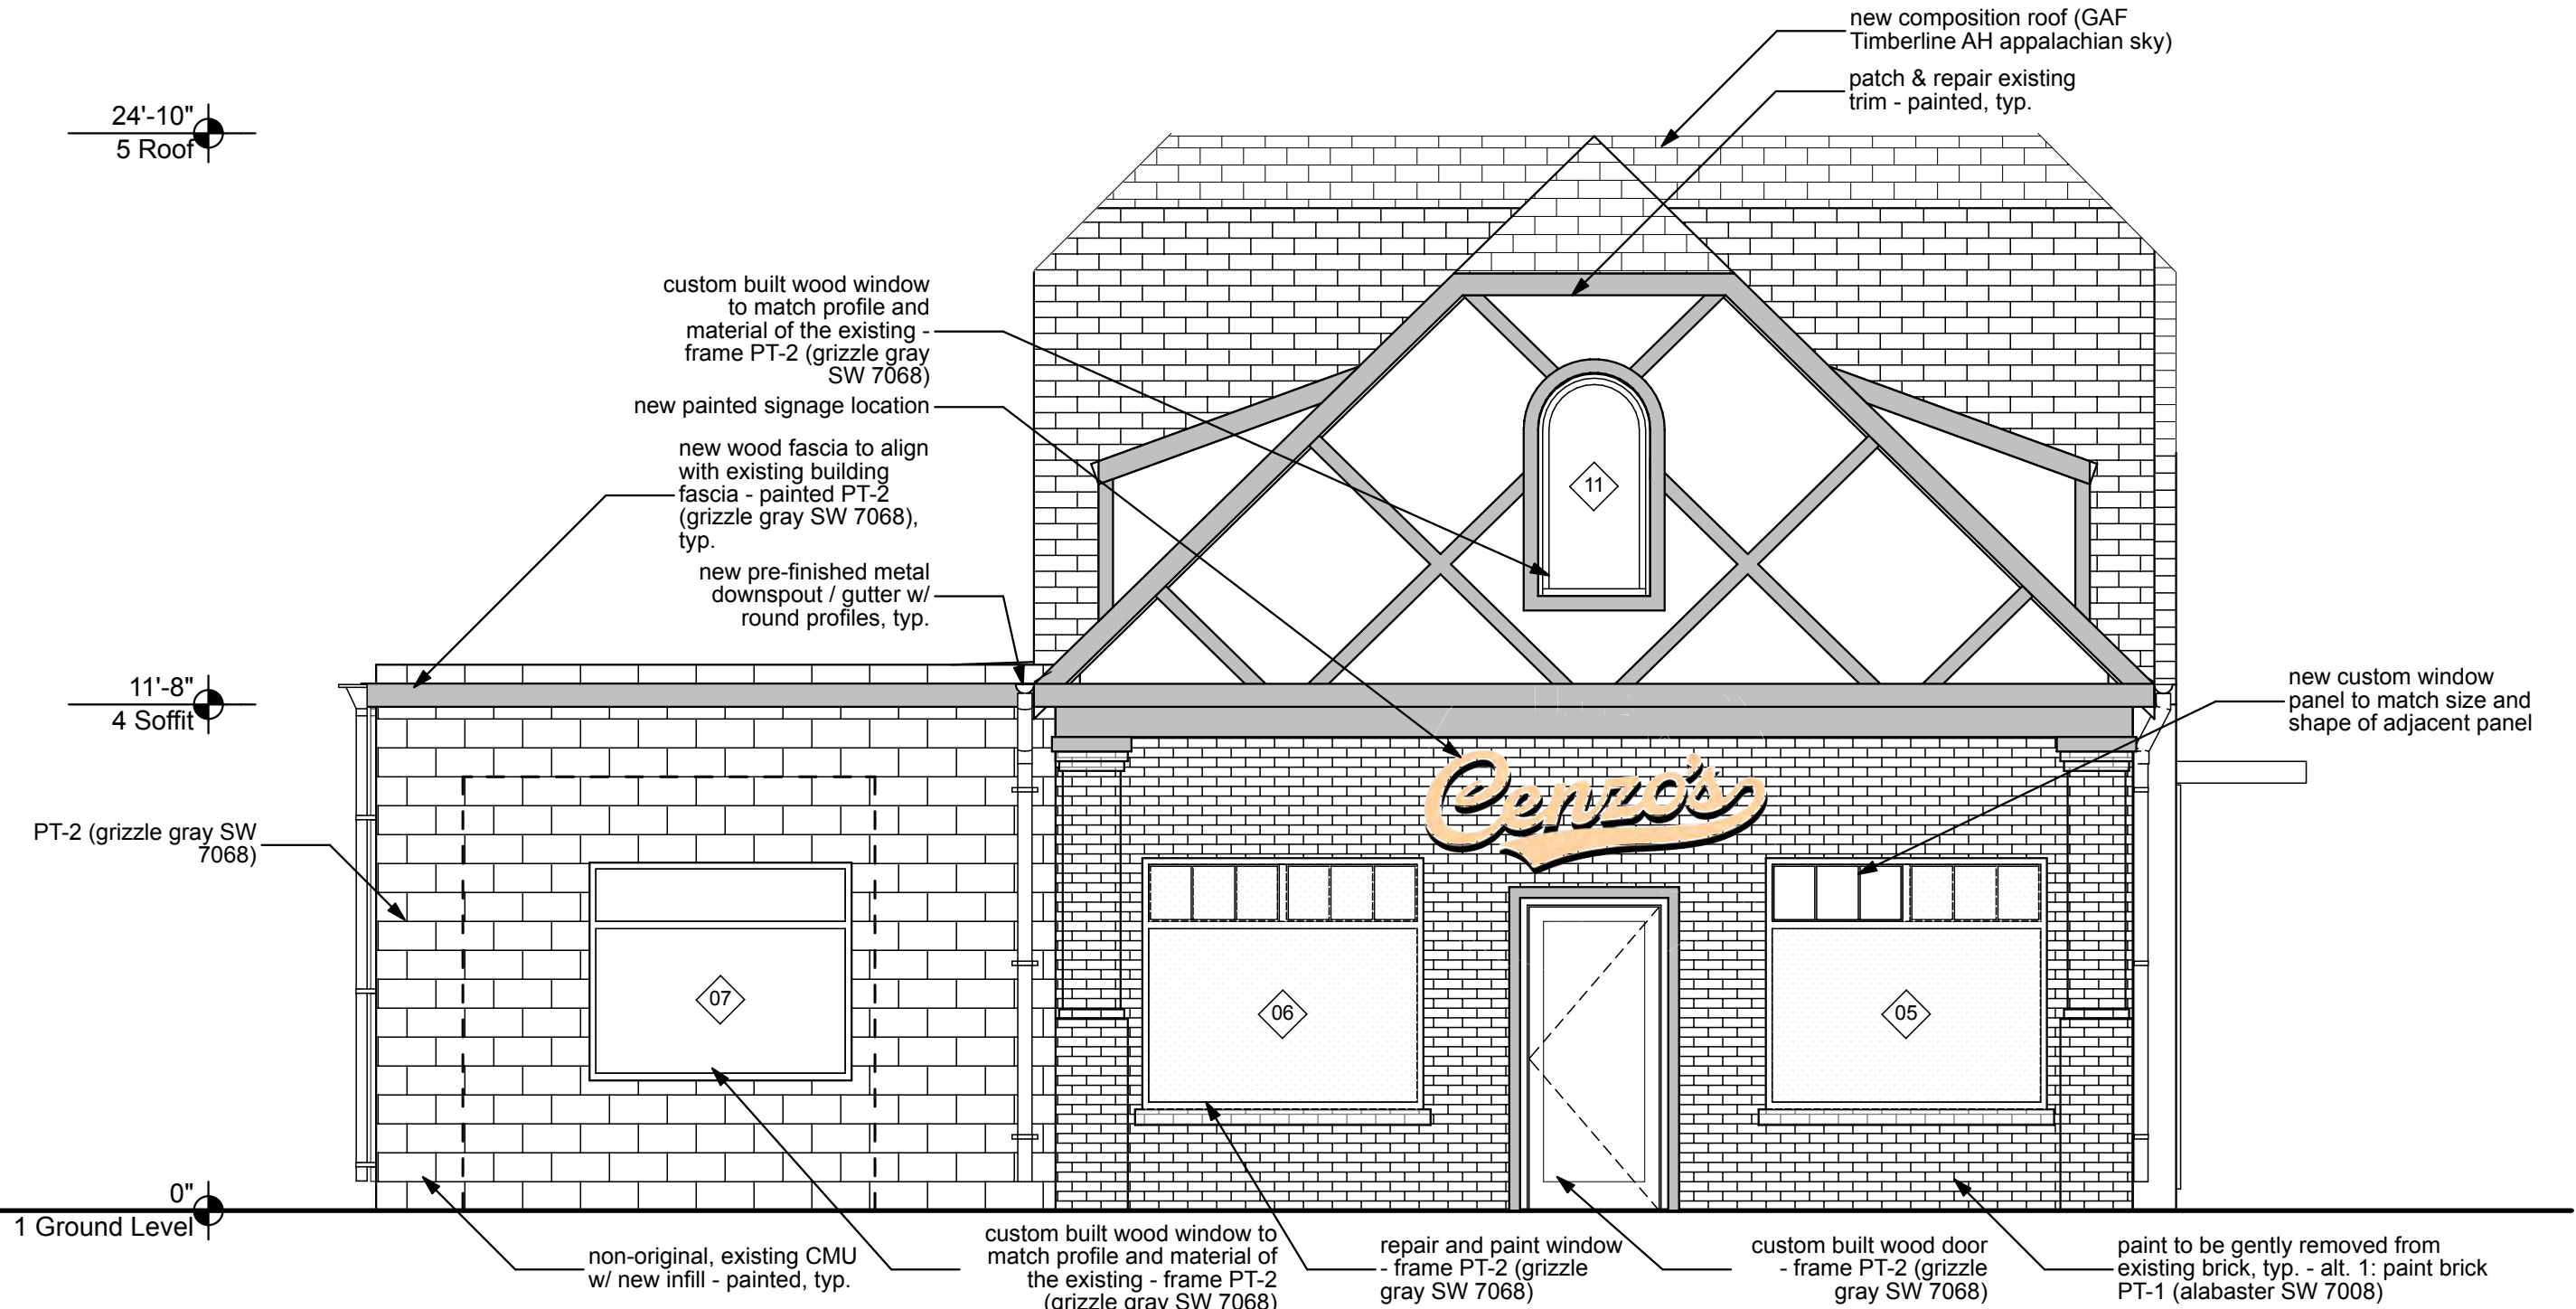 new composition roof (GAF
Timberline AH appalachian sky)
patch & repair existing
trim - painted, typ.
24'-10"
5 Roof
custom built wood window
to match profile and
material of the existing -
frame PT-2 (grizzle gray
SW 7068)
new painted signage location
new wood fascia to align
with existing building
fascia - painted PT-2
(grizzle gray SW 7068),
typ.
new pre-finished metal
downspout / gutter w/
round profiles, typ.
11
11'-8"
4 Soffit
new custom window
panel to match size and
shape of adjacent panel
Cenzo's
PT-2 (grizzle gray SW
7068)
07
06
05
0"
1 Ground Level
non-original, existing CMU
w/ new infill - painted, typ.
custom built wood window to
match profile and material of
the existing - frame PT-2
(grizzle gray SW 7068)
repair and paint window
- frame PT-2 (grizzle
gray SW 7068)
custom built wood door
- frame PT-2 (grizzle
gray SW 7068)
paint to be gently removed from
existing brick, typ. - alt. 1: paint brick
PT-1 (alabaster SW 7008)